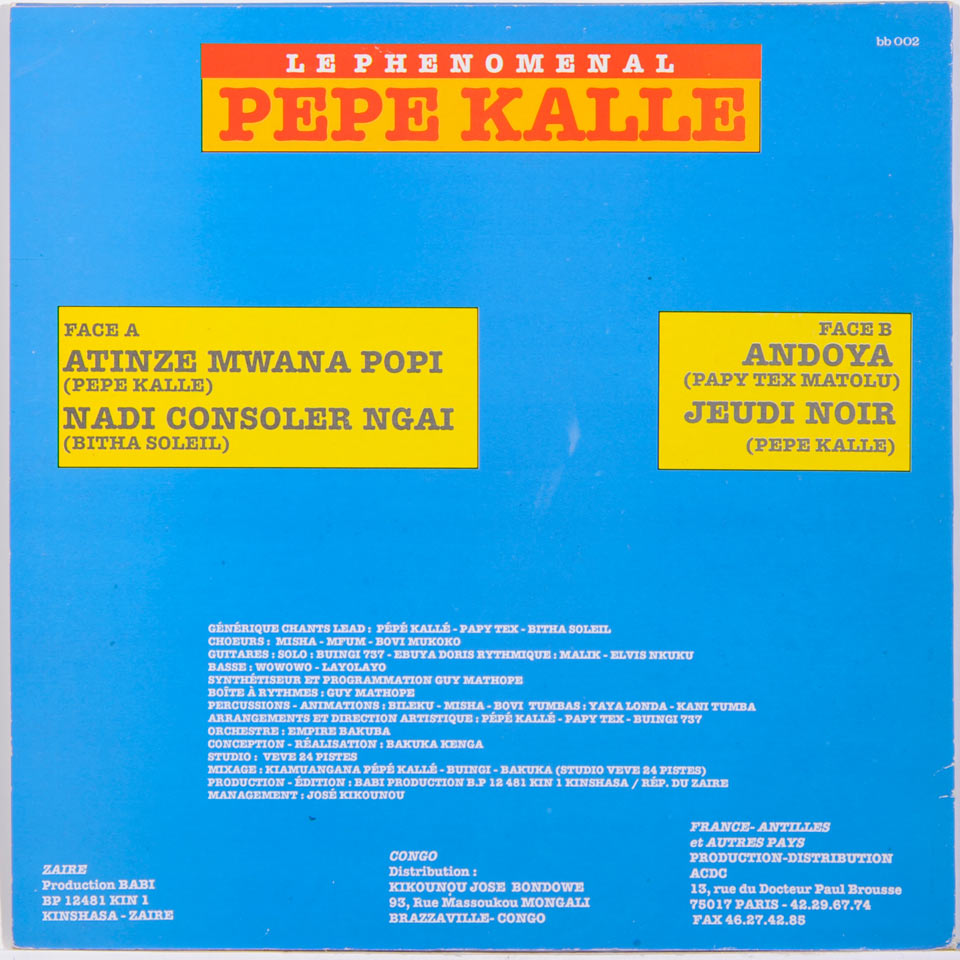 bb 002
LE PHENOMENAL
PEPE KALLE
FACE A
ATINZE MWANA POPI
(PEPE KALLE)
NADI CONSOLER NGAI
(BITHA SOLEIL)
FACE B
ANDOYA
(PAPY TEX MATOLU)
JEUDI NOIR
(PEPE KALLE)
GÉNÉRIQUE CHANTS LEAD : PÉPÉ KALLÉ - PAPY TEX - BITHA SOLEIL
CHOEURS : MISHA - MFUM - BOVI MUKOKO
GUITARES : SOLO : BUINGI 737 - EBUYA DORIS RYTHMIQUE : MALIK - ELVIS NKUKU
BASSE : WOWOWO - LAYOLAYO
SYNTHÉTISEUR ET PROGRAMMATION GUY MATHOPE
BOÎTE À RYTHMES : GUY MATHOPE
PERCUSSIONS - ANIMATIONS : BILEKU - MISHA - BOVI TUMBAS : YAYA LONDA - KANI TUMBA
ARRANGEMENTS ET DIRECTION ARTISTIQUE : PÉPÉ KALLÉ - PAPY TEX - BUINGI 737
ORCHESTRE : EMPIRE BAKUBA
CONCEPTION - RÉALISATION : BAKUKA KENGA
STUDIO : VEVE 24 PISTES
MIXAGE : KIAMUANGANA PÉPÉ KALLÉ - BUINGI - BAKUKA (STUDIO VEVE 24 PISTES)
PRODUCTION - ÉDITION : BABI PRODUCTION B.P 12 481 KIN 1 KINSHASA / RÉP. DU ZAIRE
MANAGEMENT : JOSÉ KIKOUNOU
ZAIRE
Production BABI
BP 12481 KIN 1
KINSHASA - ZAIRE
CONGO
Distribution :
KIKOUNOU JOSE BONDOWE
93, Rue Massoukou MONGALI
BRAZZAVILLE- CONGO
FRANCE- ANTILLES
et AUTRES PAYS
PRODUCTION-DISTRIBUTION
ACDC
13, rue du Docteur Paul Brousse
75017 PARIS - 42.29.67.74
FAX 46.27.42.85